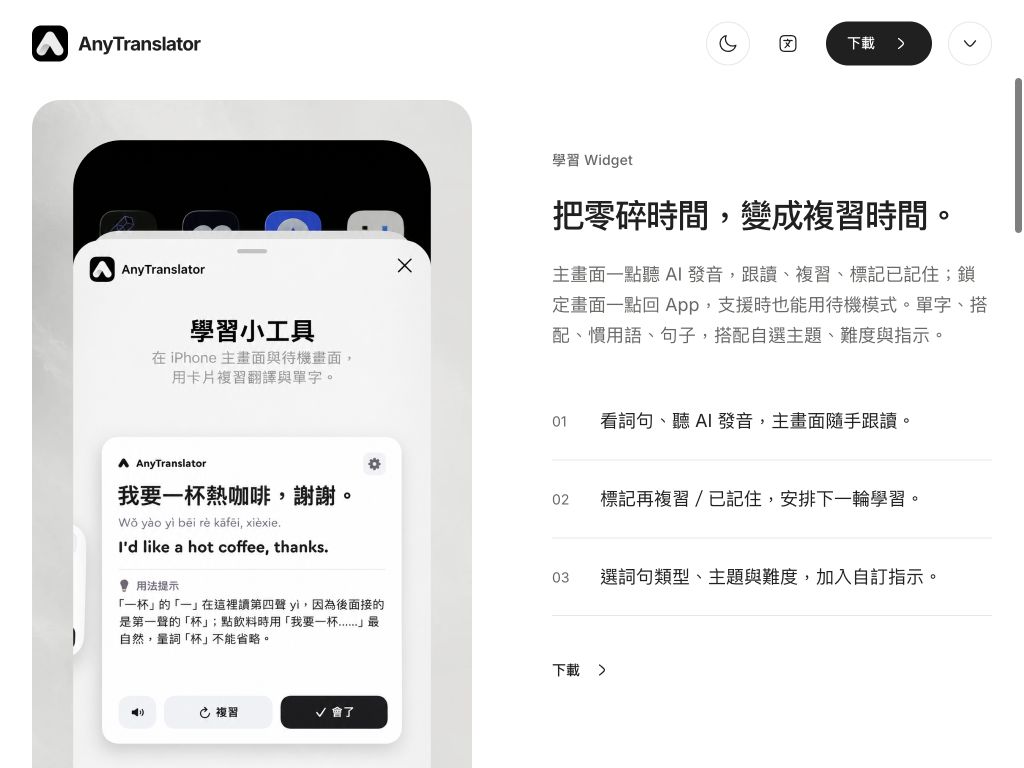 AnyTranslator
下載
AnyTranslator
學習小工具
在 iPhone 主畫面與待機畫面，
用卡片複習翻譯與單字。
AnyTranslator
我要一杯熱咖啡，謝謝。
Wǒ yào yì bēi rè kāfēi, xièxie.
I'd like a hot coffee, thanks.
用法提示
「一杯」的「一」在這裡讀第四聲 yì，因為後面接的
是第一聲的「杯」；點飲料時用「我要一杯……」最
自然，量詞「杯」不能省略。
複習
會了
學習 Widget
把零碎時間，變成複習時間。
主畫面一點聽 AI 發音，跟讀、複習、標記已記住；鎖
定畫面一點回 App，支援時也能用待機模式。單字、搭
配、慣用語、句子，搭配自選主題、難度與指示。
01 看詞句、聽 AI 發音，主畫面隨手跟讀。
02 標記再複習 / 已記住，安排下一輪學習。
03 選詞句類型、主題與難度，加入自訂指示。
下載